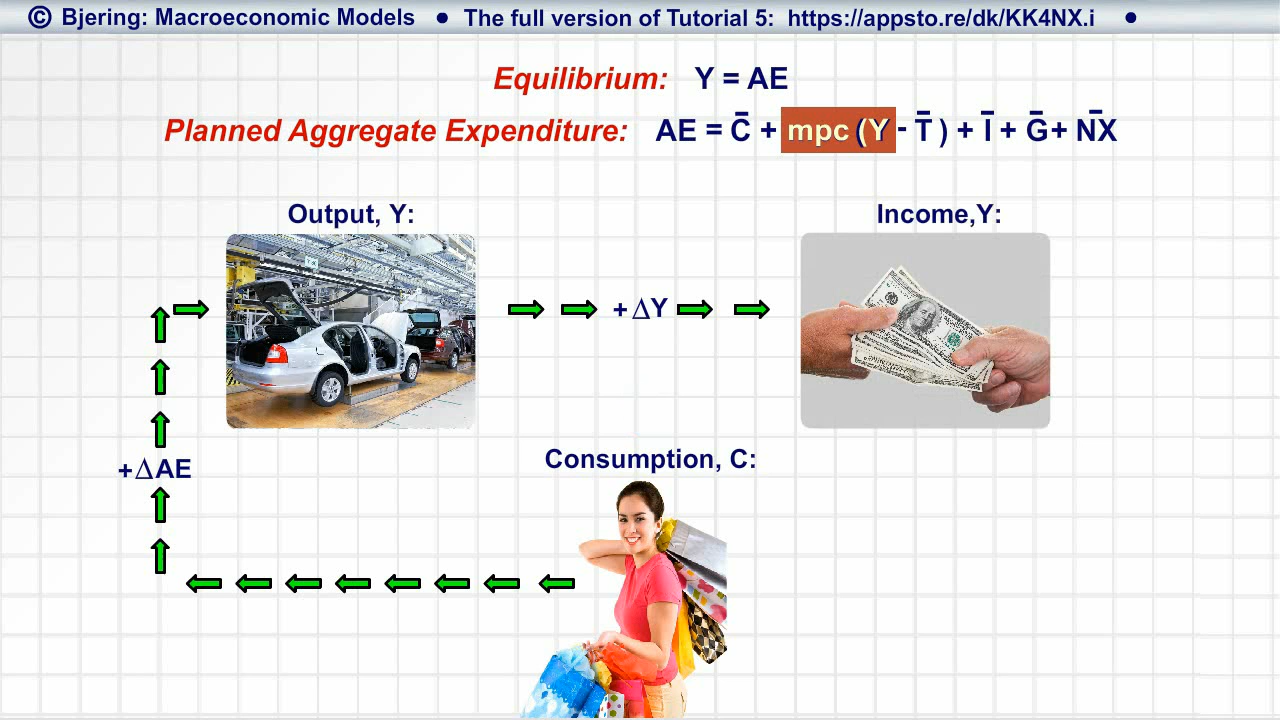 © Bjering: Macroeconomic Models • The full version of Tutorial 5: https://appsto.re/dk/KK4NX.i •
Equilibrium: Y = AE
Planned Aggregate Expenditure: AE = C̄ + mpc (Y - T̄ ) + Ī + Ḡ + N̄X̄
Output, Y:
Income,Y:
+ΔY
Consumption, C:
+ΔAE